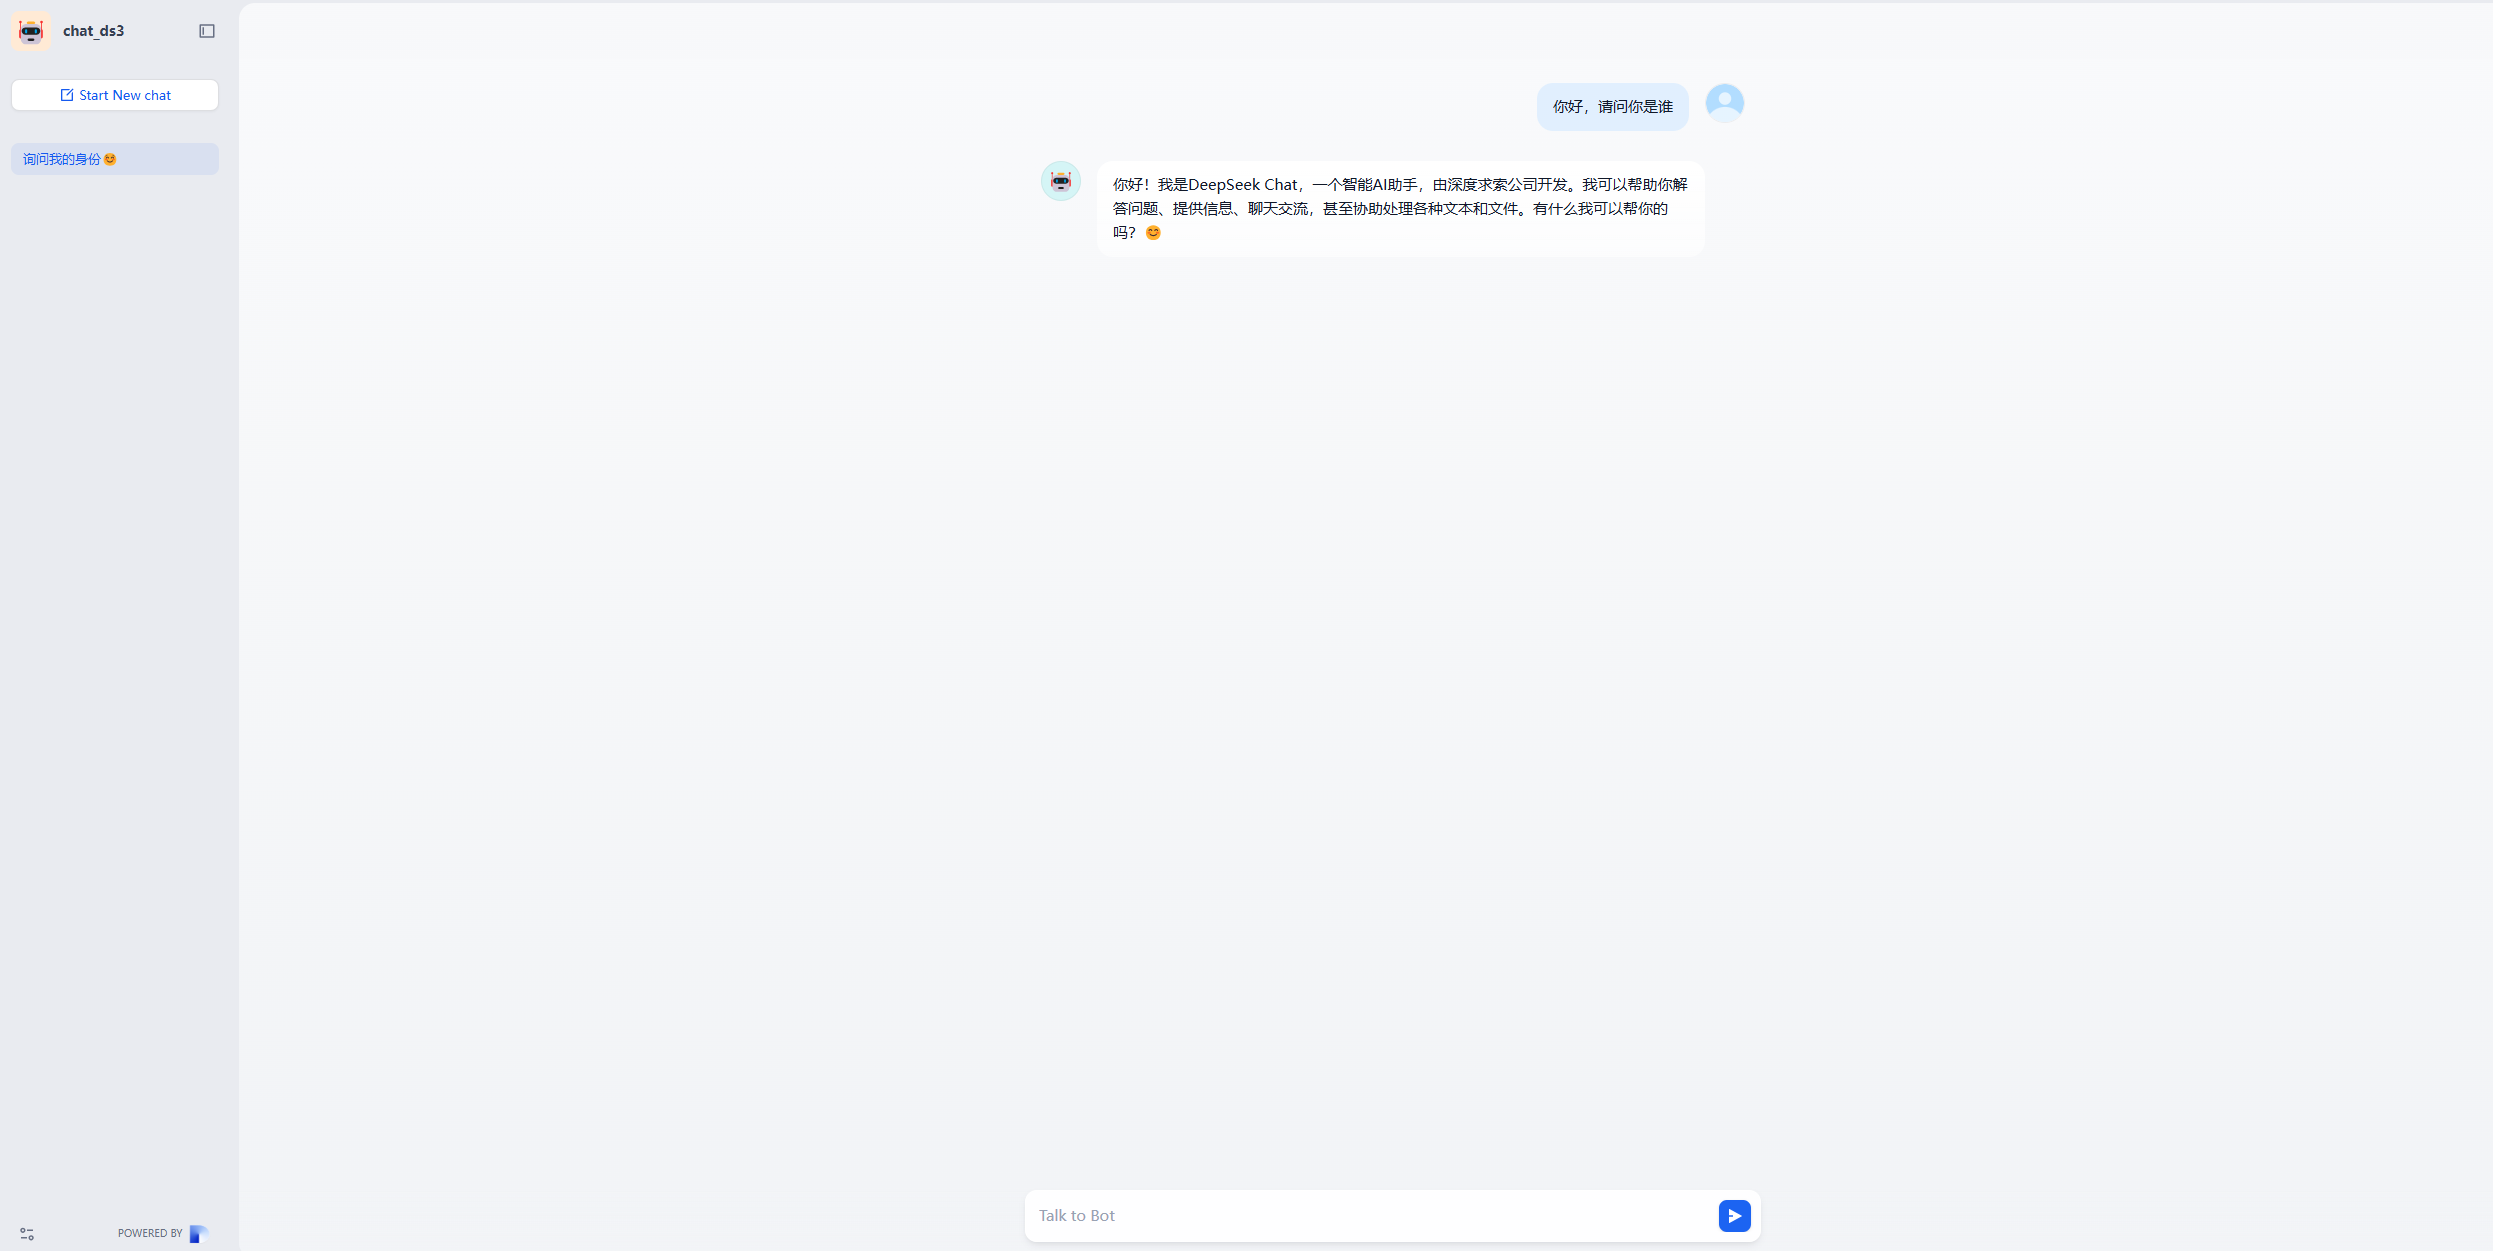 chat_ds3
Start New chat
询问我的身份😊
你好，请问你是谁
你好！我是DeepSeek Chat，一个智能AI助手，由深度求索公司开发。我可以帮助你解
答问题、提供信息、聊天交流，甚至协助处理各种文本和文件。有什么我可以帮你的
吗？😊
Talk to Bot
POWERED BY